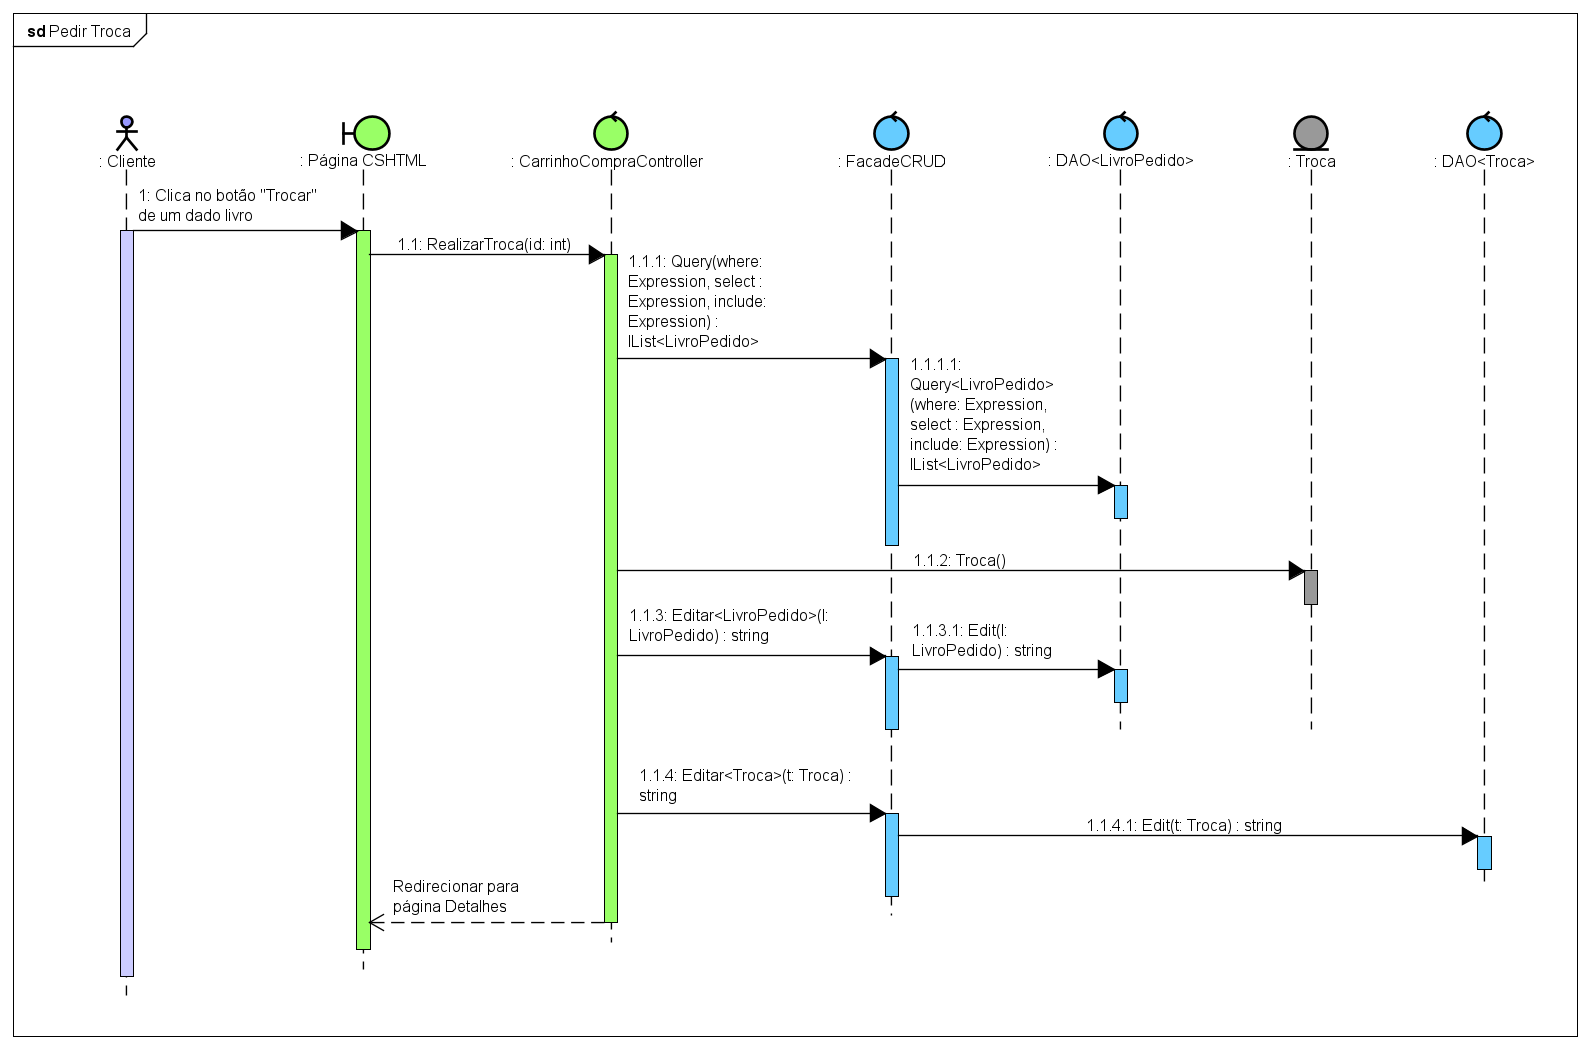 sd Pedir Troca
: Cliente
: Página CSHTML
: CarrinhoCompraController
: FacadeCRUD
: DAO<LivroPedido>
: Troca
: DAO<Troca>
1: Clica no botão "Trocar"
de um dado livro
1.1: RealizarTroca(id: int)
1.1.1: Query(where:
Expression, select :
Expression, include:
Expression) :
IList<LivroPedido>
1.1.1.1:
Query<LivroPedido>
(where: Expression,
select : Expression,
include: Expression) :
IList<LivroPedido>
1.1.2: Troca()
1.1.3: Editar<LivroPedido>(l:
LivroPedido) : string
1.1.3.1: Edit(l:
LivroPedido) : string
1.1.4: Editar<Troca>(t: Troca) :
string
1.1.4.1: Edit(t: Troca) : string
Redirecionar para
página Detalhes